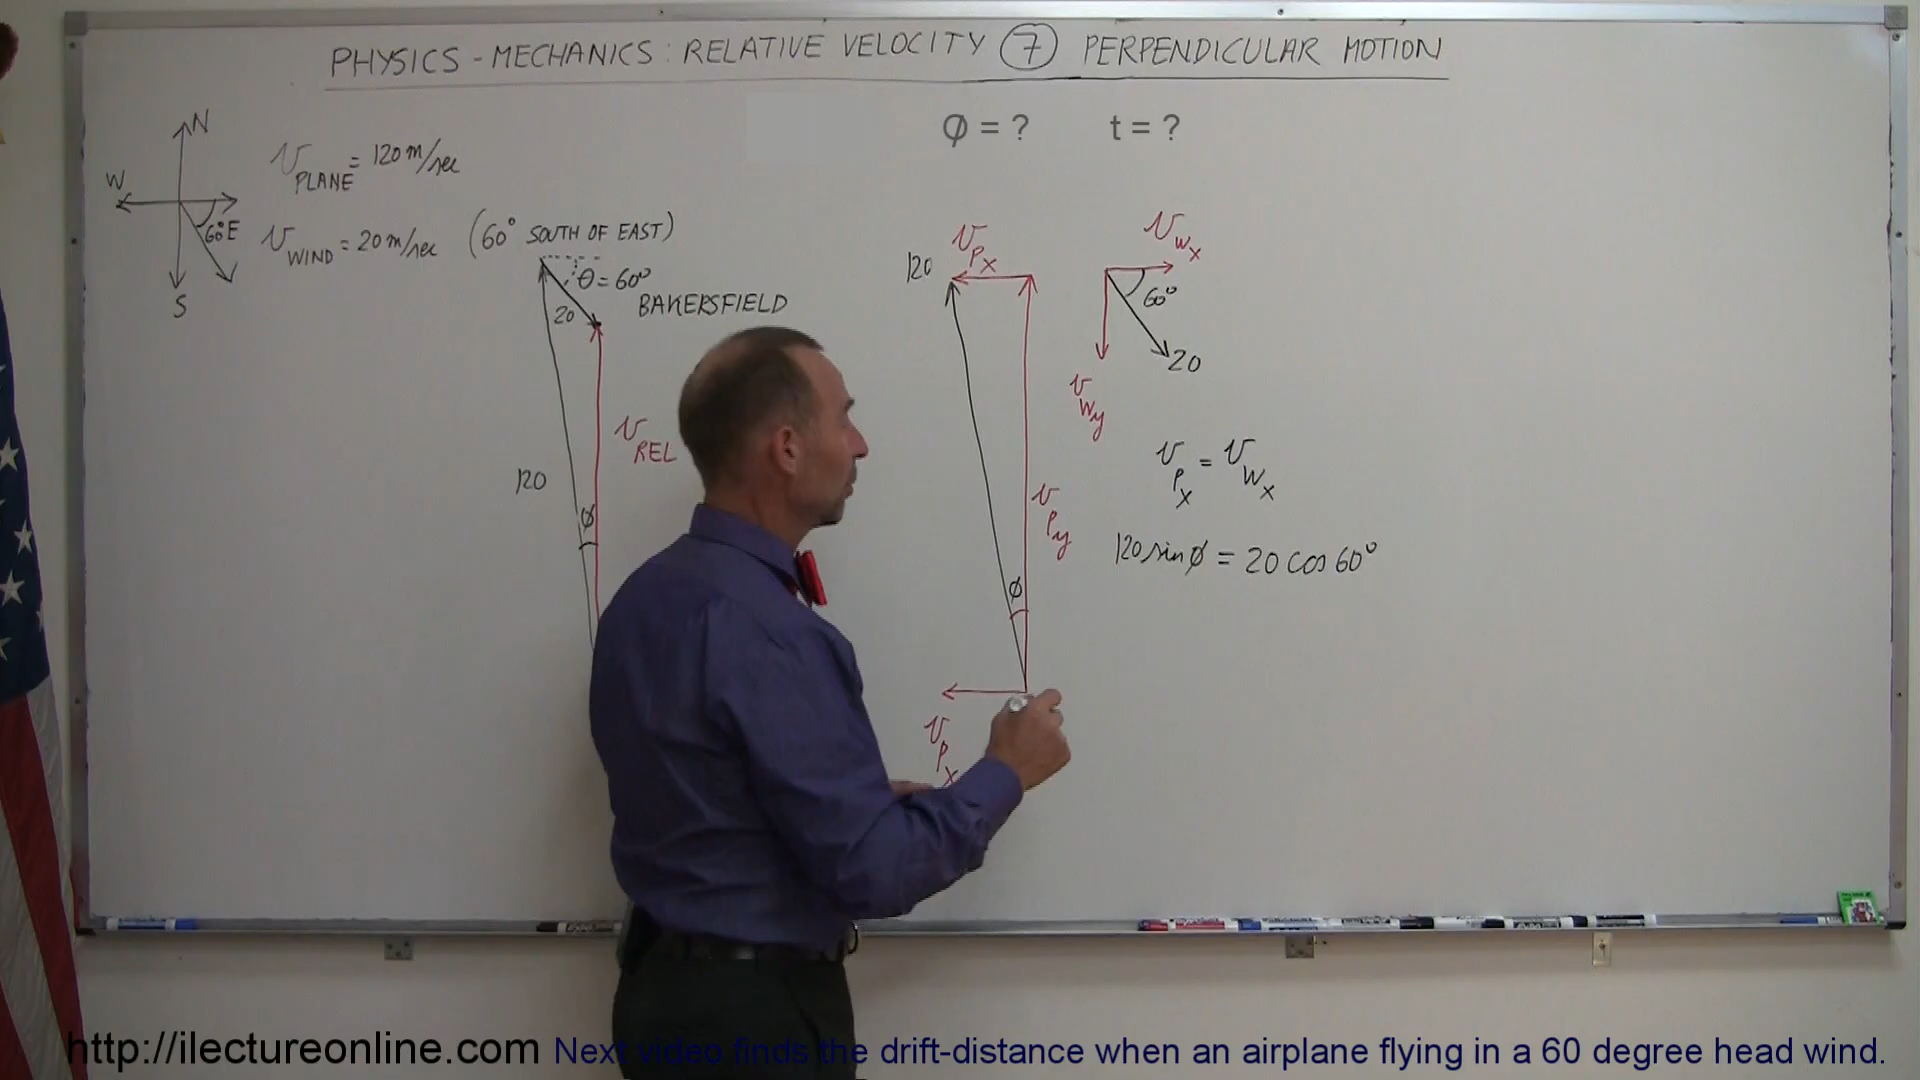 PHYSICS - MECHANICS: RELATIVE VELOCITY 7 PERPENDICULAR MOTION
φ = ? t = ?
N
W
60° E
S
V PLANE = 120 m/sec
V WIND = 20 m/sec (60° SOUTH OF EAST)
θ = 60°
20
BAKERSFIELD
V REL
120
φ
120
V Px
V Py
φ
V Px
V Wx
60°
20
V Wy
V Px = V Wx
120 sin φ = 20 cos 60°
http://ilectureonline.com Next video finds the drift-distance when an airplane flying in a 60 degree head wind.